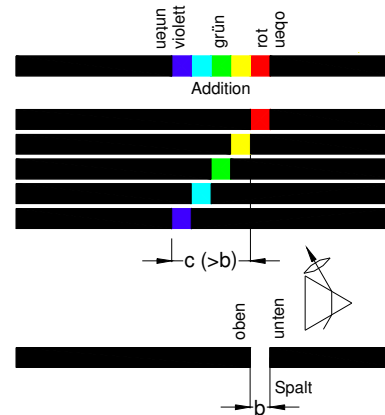 unten
violett
grün
rot
oben
Addition
c (>b)
oben
unten
Spalt
b